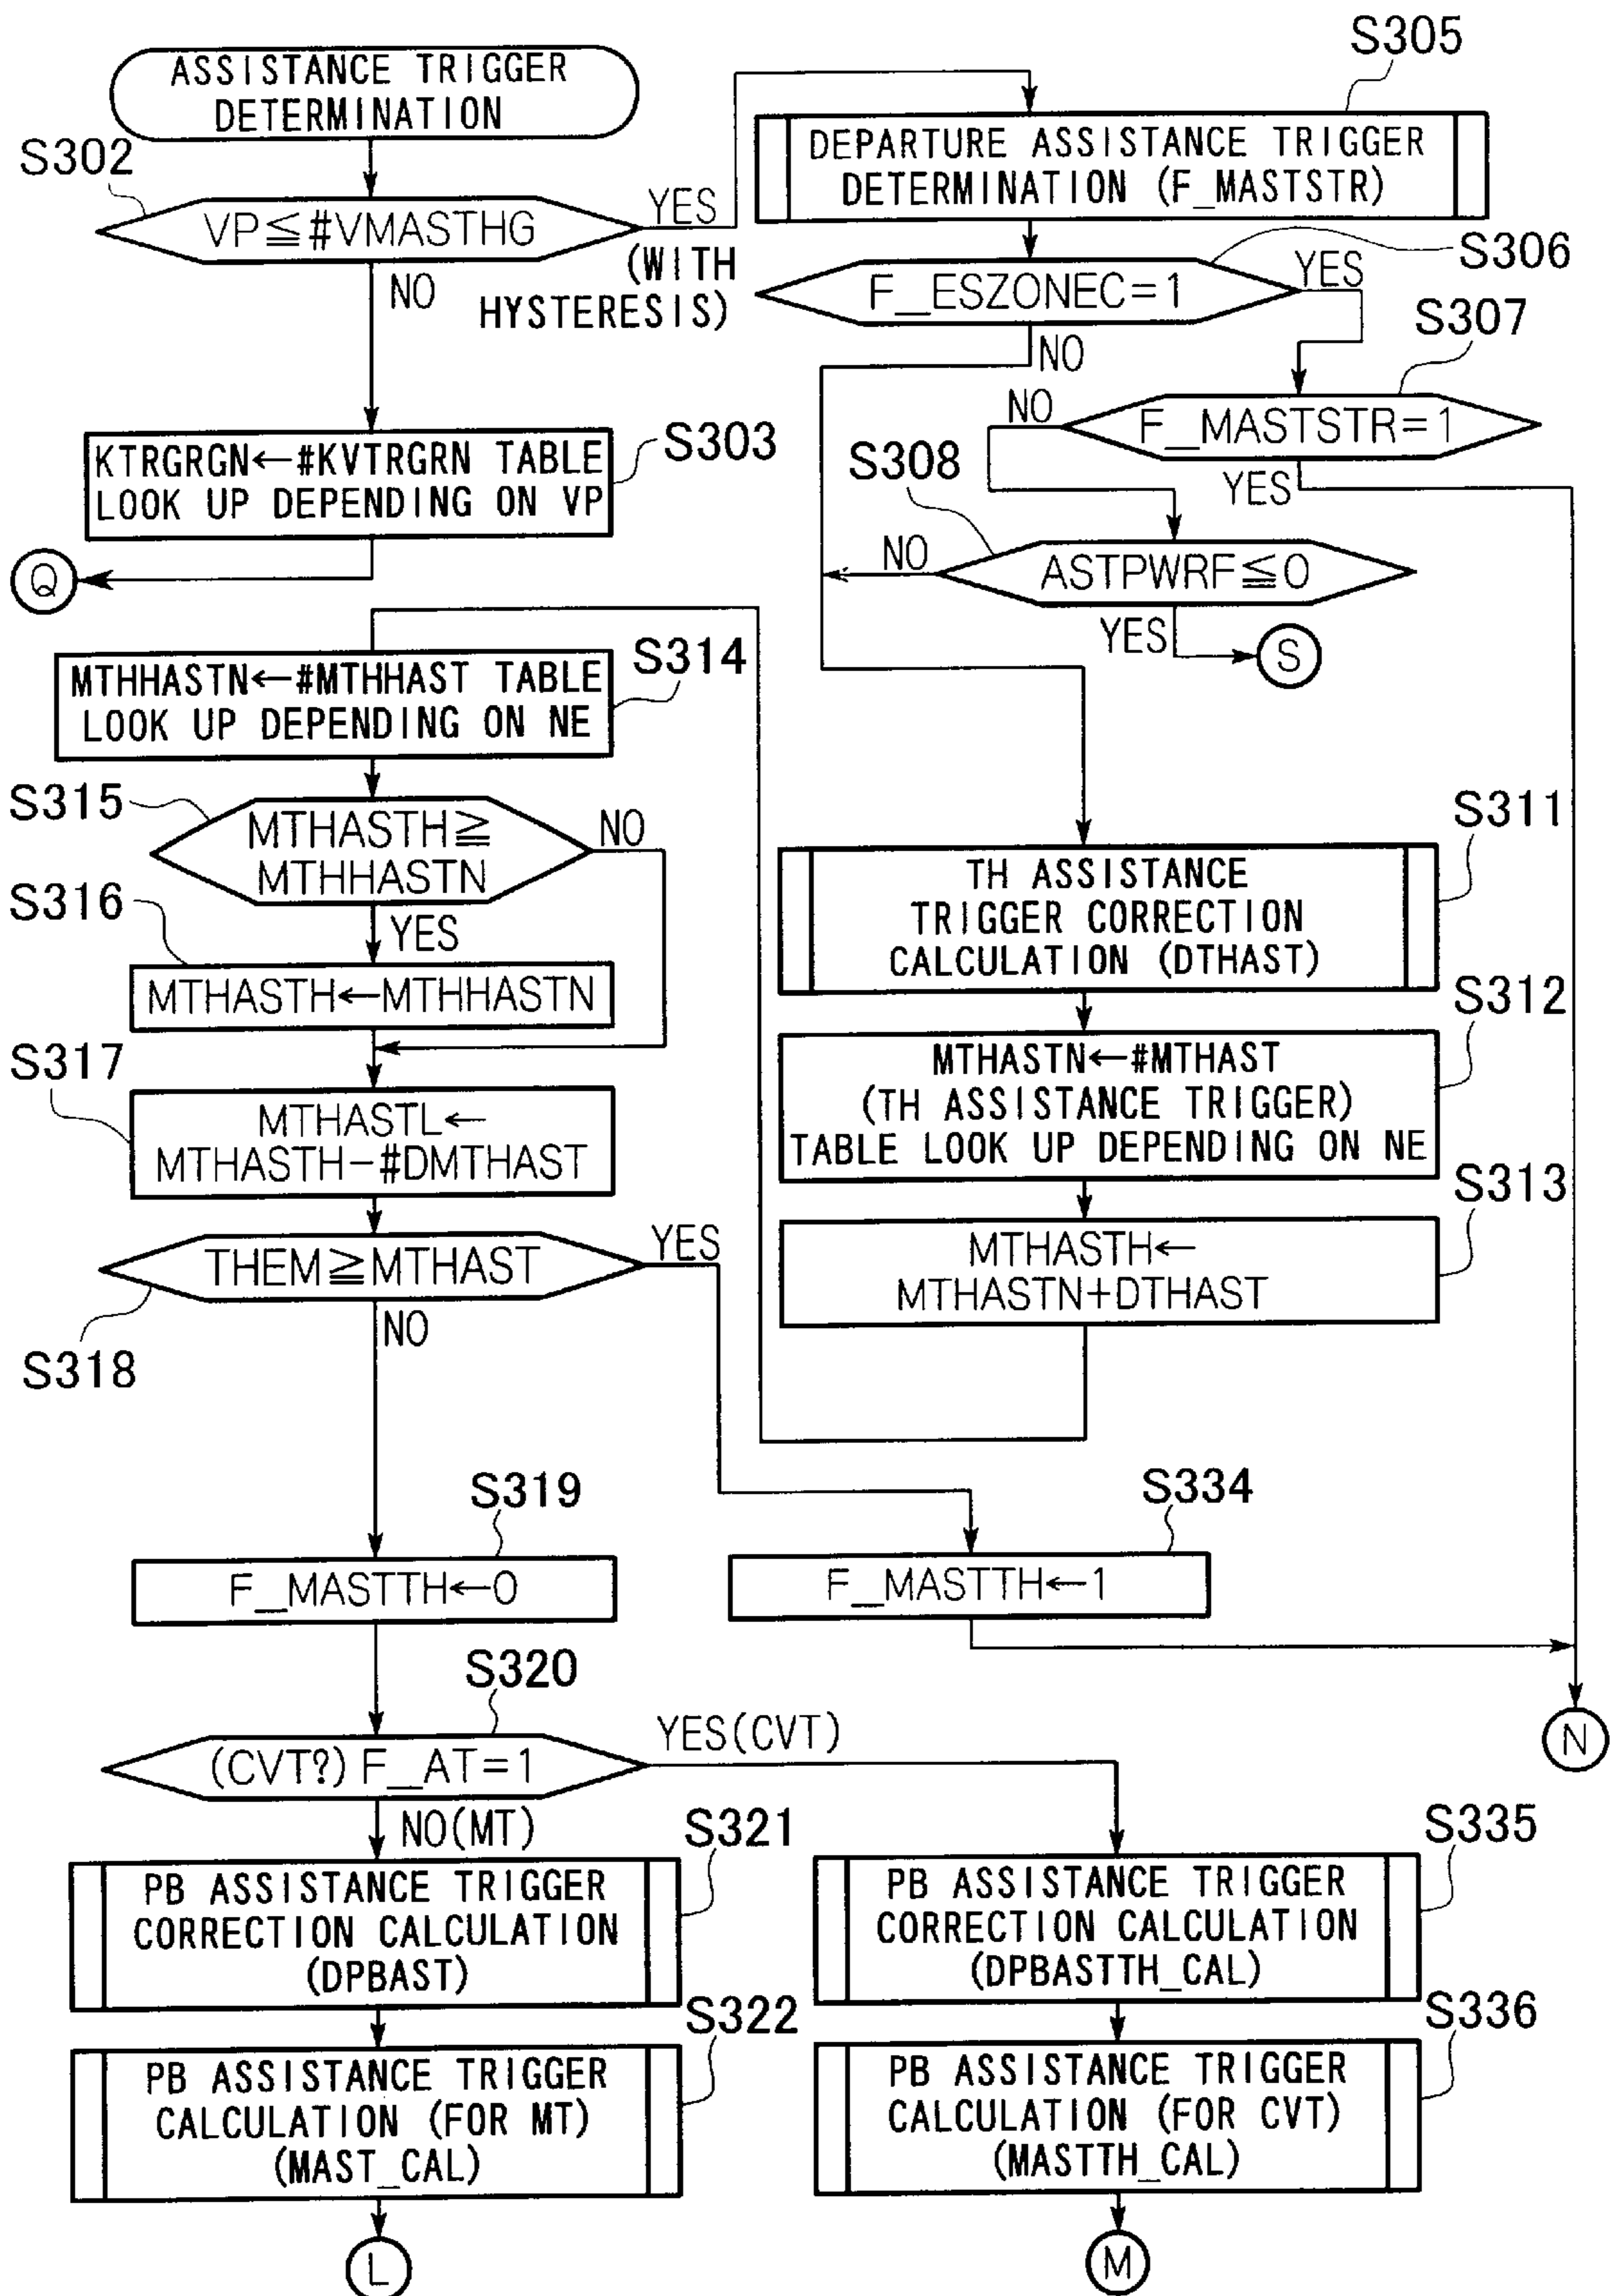 ASSISTANCE TRIGGER
DETERMINATION
S302
VP≦#VMASTHG
YES
(WITH
HYSTERESIS)
NO
KTRGRGN←#KVTRGRN TABLE
LOOK UP DEPENDING ON VP
S303
Q
S305
DEPARTURE ASSISTANCE TRIGGER
DETERMINATION (F_MASTSTR)
F_ESZONEC=1
S306
YES
NO
S307
F_MASTSTR=1
NO
YES
S308
ASTPWRF≦0
NO
YES
S
S311
TH ASSISTANCE
TRIGGER CORRECTION
CALCULATION (DTHAST)
S312
MTHASTN←#MTHAST
(TH ASSISTANCE TRIGGER)
TABLE LOOK UP DEPENDING ON NE
S313
MTHASTH←
MTHASTN+DTHAST
S314
MTHHASTN←#MTHHAST TABLE
LOOK UP DEPENDING ON NE
S315
MTHASTH≧
MTHHASTN
NO
YES
S316
MTHASTH←MTHHASTN
S317
MTHASTL←
MTHASTH-#DMTHAST
THEM≧MTHAST
YES
NO
S318
S319
F_MASTTH←0
S334
F_MASTTH←1
N
S320
(CVT?) F_AT=1
YES(CVT)
NO(MT)
S321
PB ASSISTANCE TRIGGER
CORRECTION CALCULATION
(DPBAST)
S322
PB ASSISTANCE TRIGGER
CALCULATION (FOR MT)
(MAST_CAL)
L
S335
PB ASSISTANCE TRIGGER
CORRECTION CALCULATION
(DPBASTTH_CAL)
S336
PB ASSISTANCE TRIGGER
CALCULATION (FOR CVT)
(MASTTH_CAL)
M